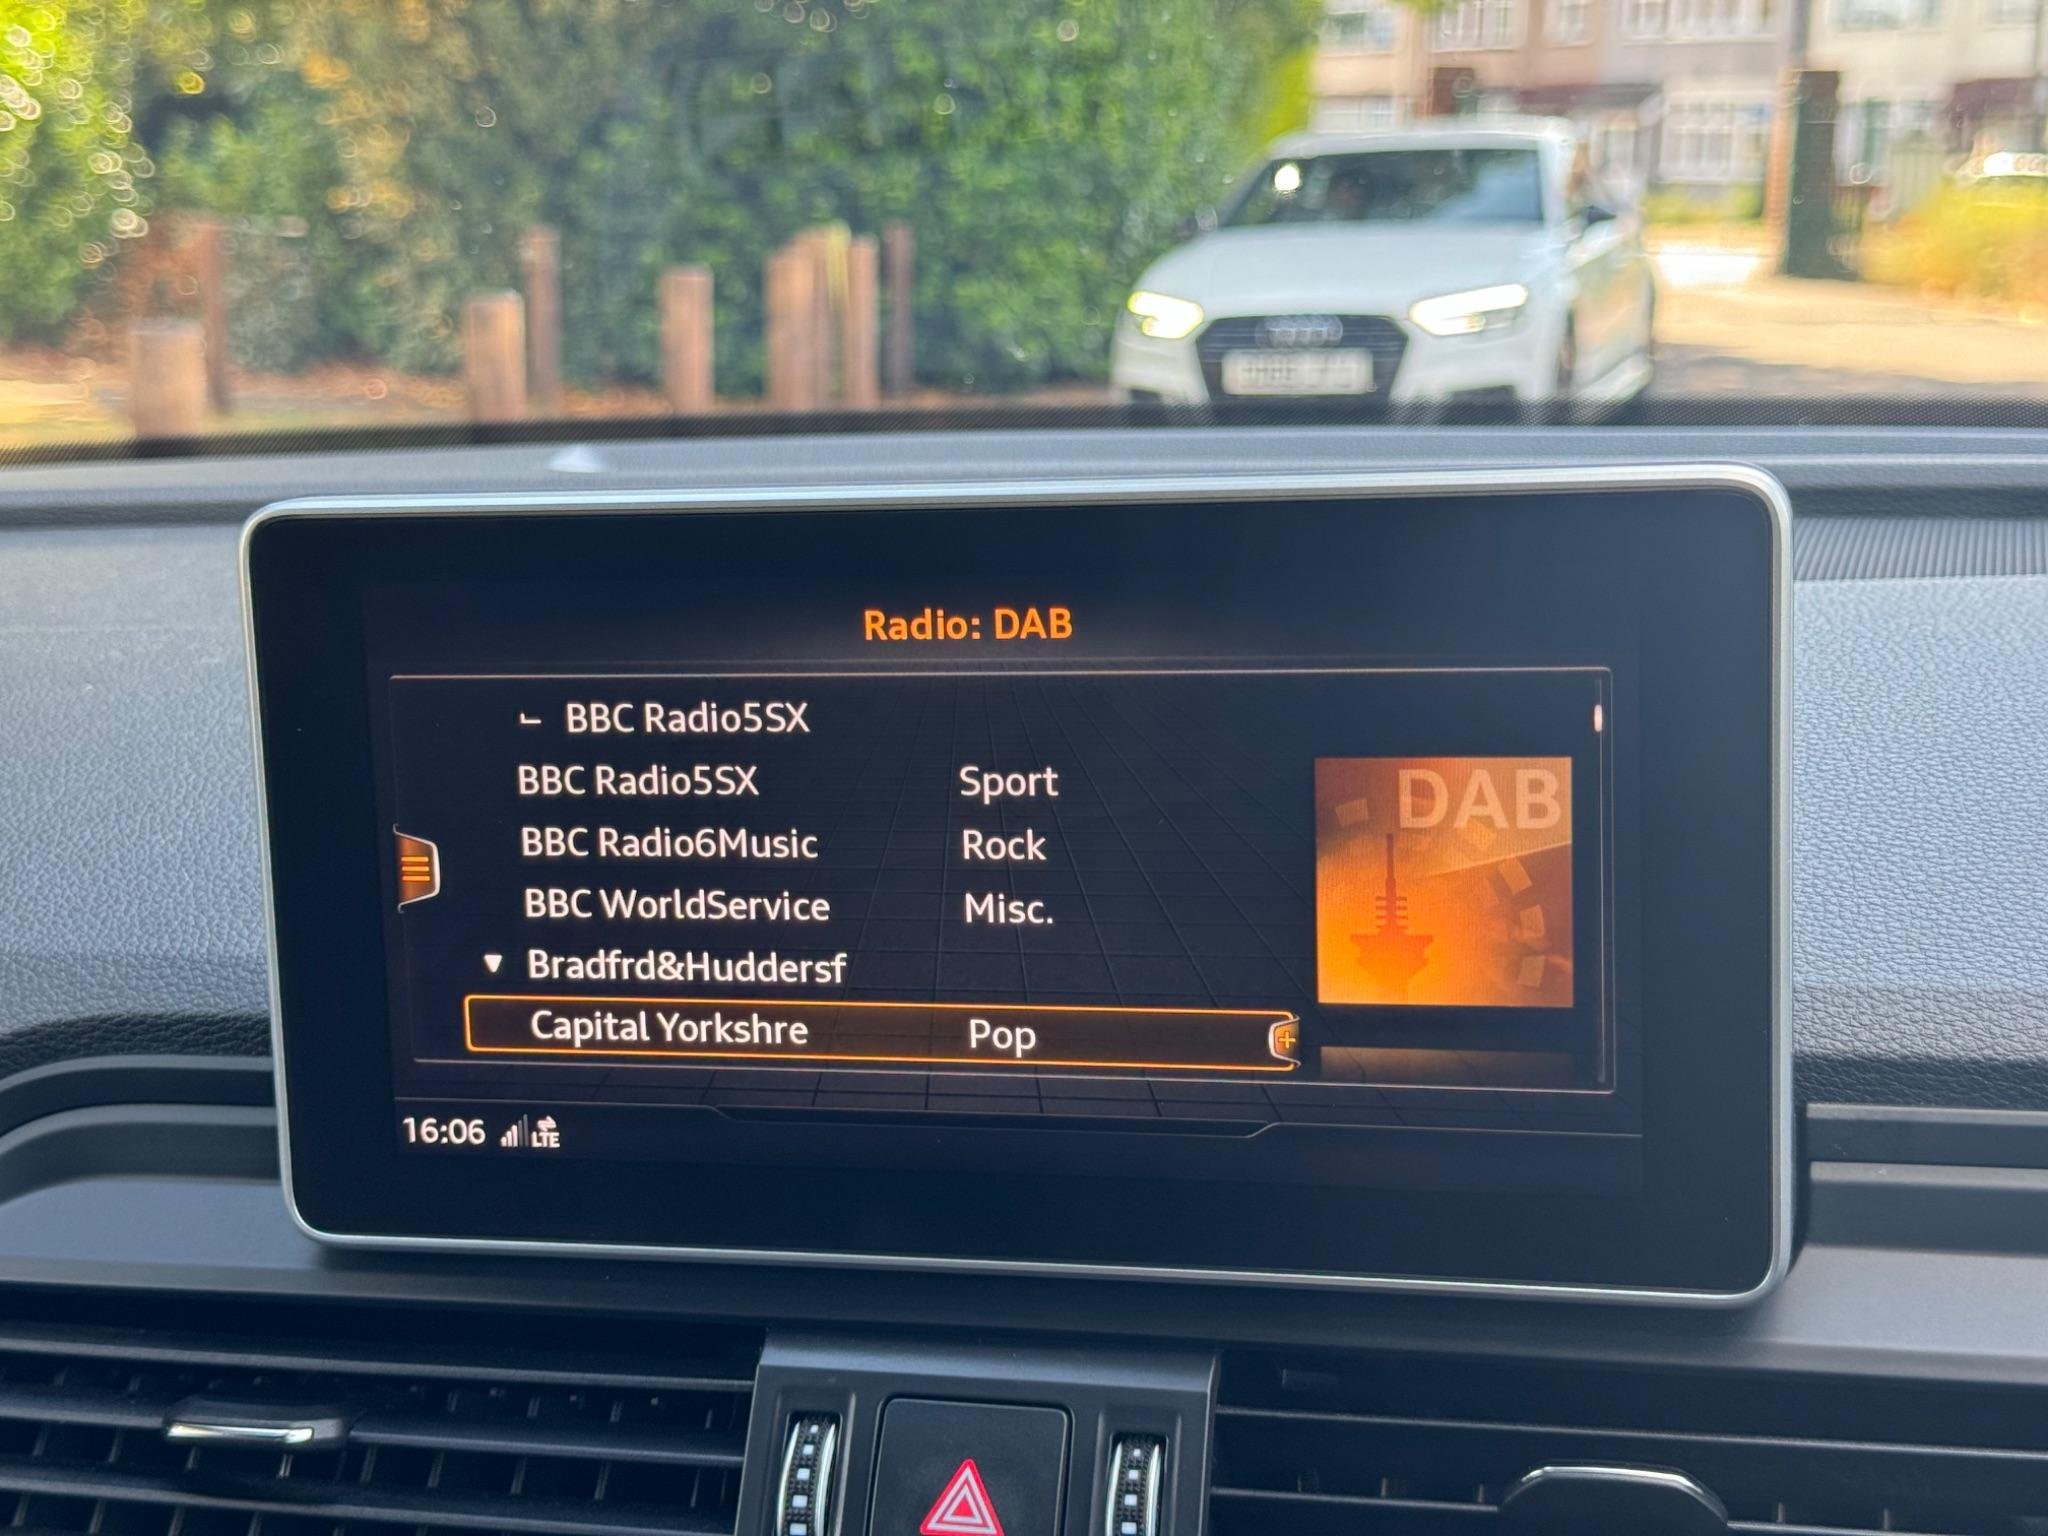 Radio: DAB
BBC Radio5SX
BBC Radio5SX Sport
BBC Radio6Music Rock
BBC WorldService Misc.
Bradfrd&Huddersf
Capital Yorkshre Pop
DAB
16:06 LTE